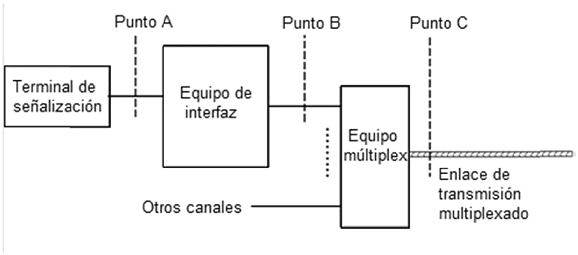 Punto A
Punto B
Punto C
Terminal de
señalización
Equipo de
interfaz
Equipo
múltiplex
Otros canales
Enlace de
transmisión
multiplexado